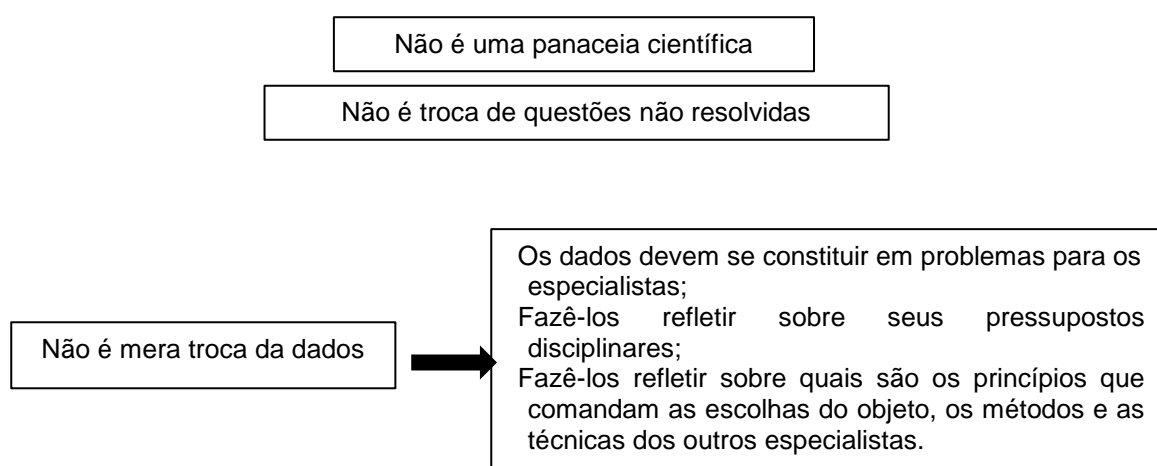 Não é uma panaceia científica
Não é troca de questões não resolvidas
Não é mera troca da dados
Os dados devem se constituir em problemas para os
especialistas;
Fazê-los refletir sobre seus pressupostos
disciplinares;
Fazê-los refletir sobre quais são os princípios que
comandam as escolhas do objeto, os métodos e as
técnicas dos outros especialistas.